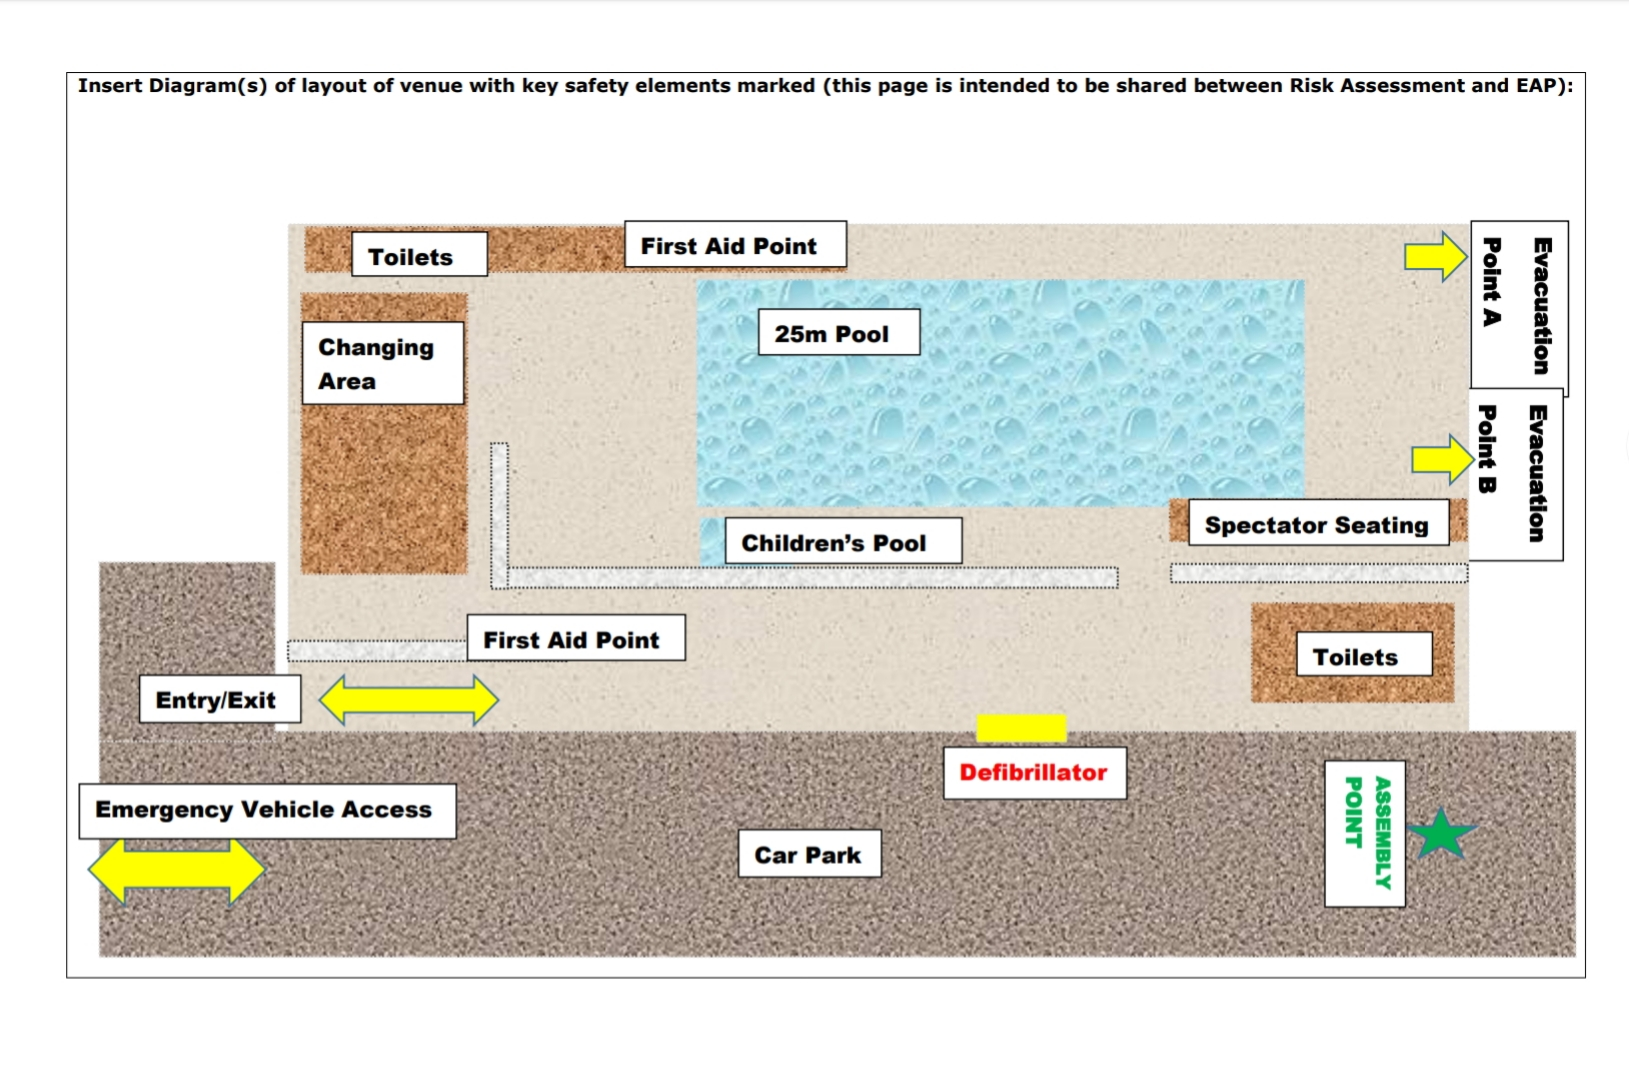 Insert Diagram(s) of layout of venue with key safety elements marked (this page is intended to be shared between Risk Assessment and EAP):
Toilets
First Aid Point
Evacuation
Point A
25m Pool
Changing
Area
Evacuation
Point B
Spectator Seating
Children’s Pool
First Aid Point
Toilets
Entry/Exit
Defibrillator
ASSEMBLY
POINT
Emergency Vehicle Access
Car Park